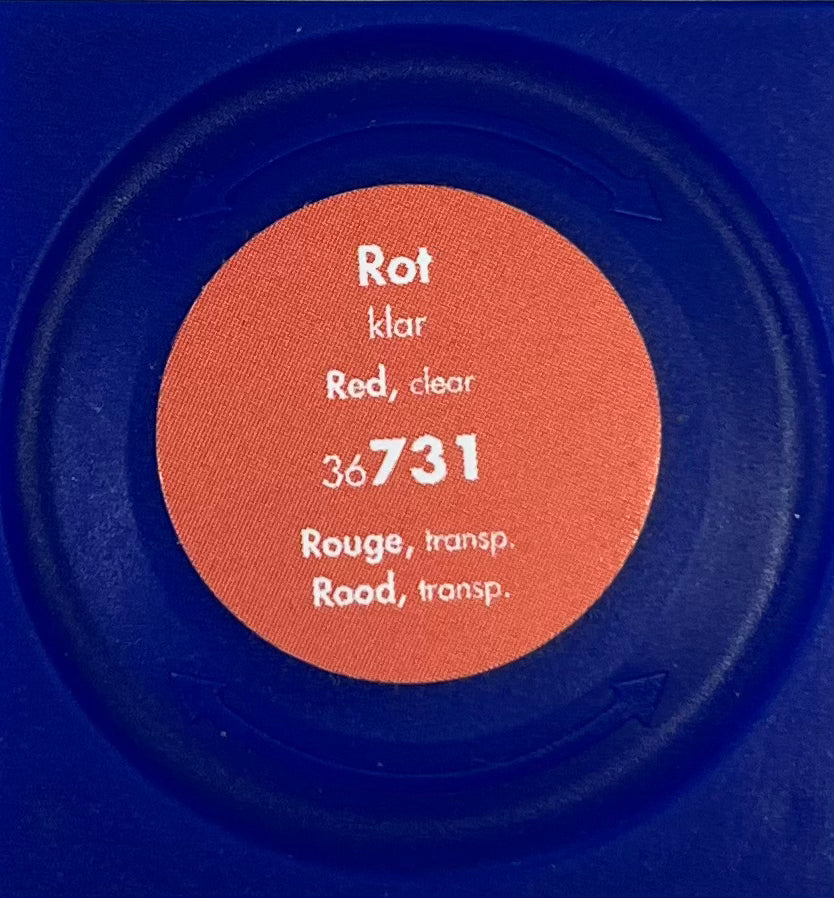 Rot
klar
Red, clear
36731
Rouge, transp.
Rood, transp.